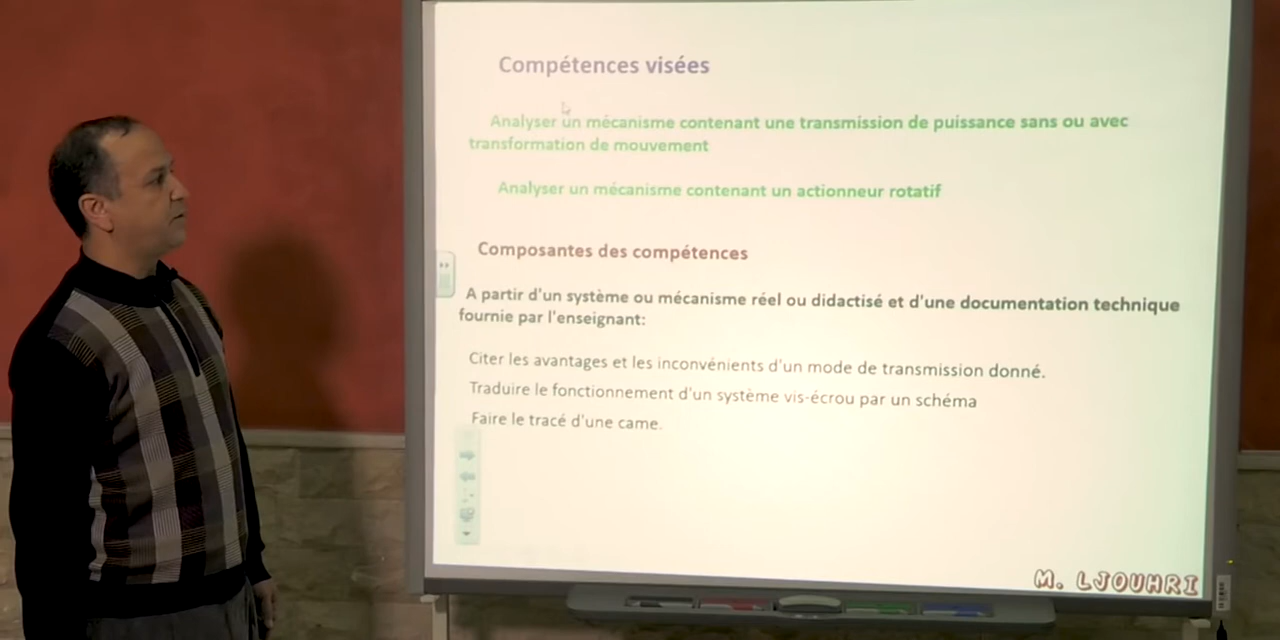 Compétences visées
Analyser un mécanisme contenant une transmission de puissance sans ou avec
transformation de mouvement
Analyser un mécanisme contenant un actionneur rotatif
Composantes des compétences
A partir d'un système ou mécanisme réel ou didactisé et d'une documentation technique
fournie par l'enseignant:
Citer les avantages et les inconvénients d'un mode de transmission donné.
Traduire le fonctionnement d'un système vis-écrou par un schéma
Faire le tracé d'une came.
M. LJOUHRI